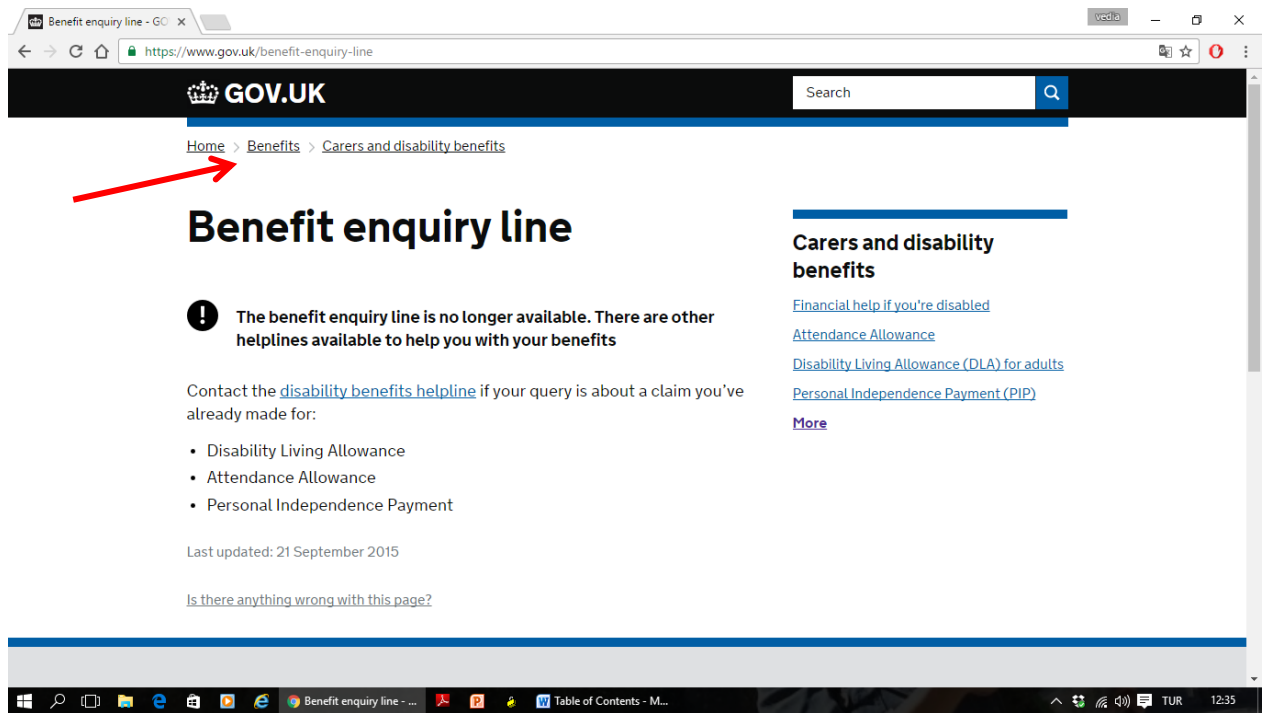 Benefit enquiry line - GO
vedia
https://www.gov.uk/benefit-enquiry-line
GOV.UK
Search
Home > Benefits > Carers and disability benefits
Benefit enquiry line
The benefit enquiry line is no longer available. There are other
helplines available to help you with your benefits
Contact the disability benefits helpline if your query is about a claim you've
already made for:
• Disability Living Allowance
• Attendance Allowance
• Personal Independence Payment
Last updated: 21 September 2015
Is there anything wrong with this page?
Carers and disability
benefits
Financial help if you're disabled
Attendance Allowance
Disability Living Allowance (DLA) for adults
Personal Independence Payment (PIP)
More
Benefit enquiry line - ...
Table of Contents - M...
TUR
12:35